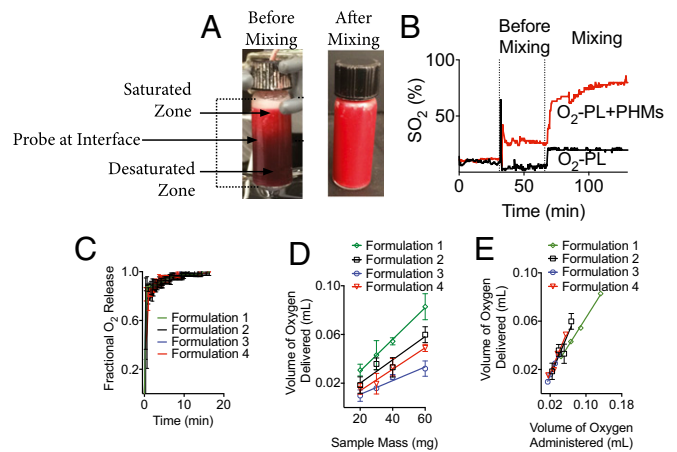 A
Before
Mixing
After
Mixing
Saturated
Zone
Probe at Interface
Desaturated
Zone
B
Before
Mixing
Mixing
SO2 (%)
100
50
O2-PL+PHMs
O2-PL
0
50
100
Time (min)
C
Fractional O2 Release
1.0
0.6
0.2
Formulation 1
Formulation 2
Formulation 3
Formulation 4
0
10
20
Time (min)
D
Formulation 1
Formulation 2
Formulation 3
Formulation 4
Volume of Oxygen
Delivered (mL)
0.10
0.06
0.02
20
40
60
Sample Mass (mg)
E
Formulation 1
Formulation 2
Formulation 3
Formulation 4
Volume of Oxygen
Delivered (mL)
0.10
0.06
0.02
0.02
0.10
0.18
Volume of Oxygen
Administered (mL)